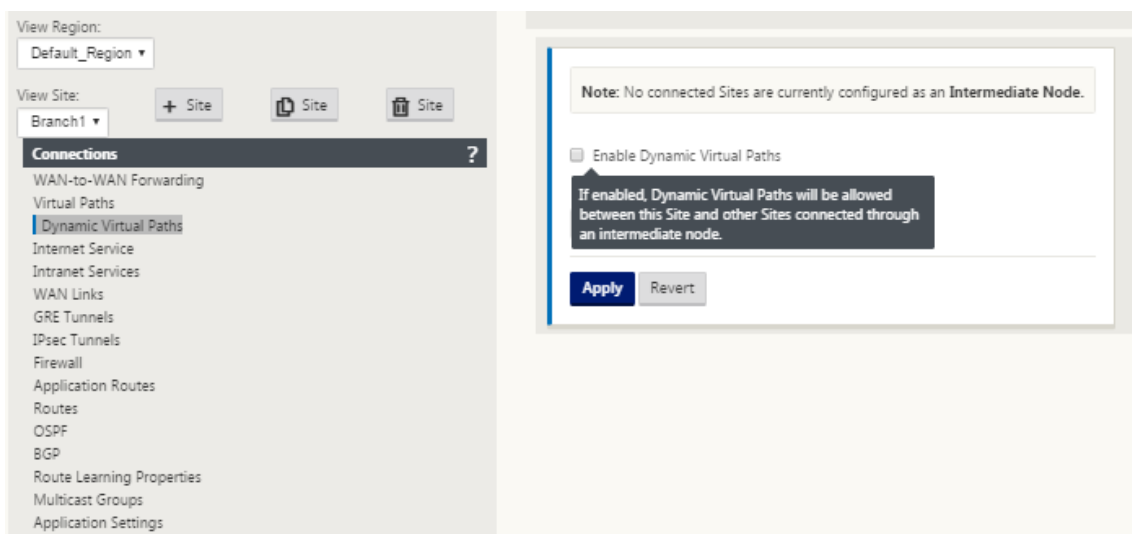 View Region:
Default_Region
View Site:
Branch1
+ Site
Site
Site
Connections ?
WAN-to-WAN Forwarding
Virtual Paths
Dynamic Virtual Paths
Internet Service
Intranet Services
WAN Links
GRE Tunnels
IPsec Tunnels
Firewall
Application Routes
Routes
OSPF
BGP
Route Learning Properties
Multicast Groups
Application Settings
Note: No connected Sites are currently configured as an Intermediate Node.
Enable Dynamic Virtual Paths
If enabled, Dynamic Virtual Paths will be allowed
between this Site and other Sites connected through
an intermediate node.
Apply
Revert